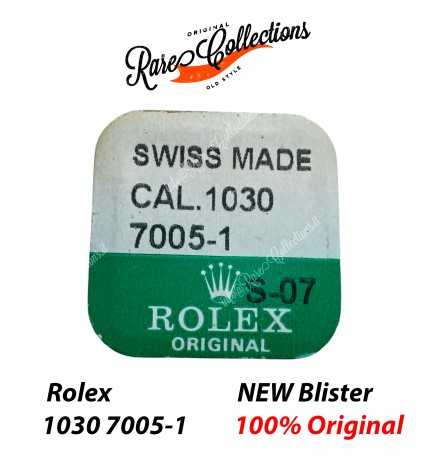 ORIGINAL
Rare Collections
OLD STYLE
SWISS MADE
CAL.1030
7005-1
S-07
ROLEX
ORIGINAL
Rolex NEW Blister
1030 7005-1 100% Original